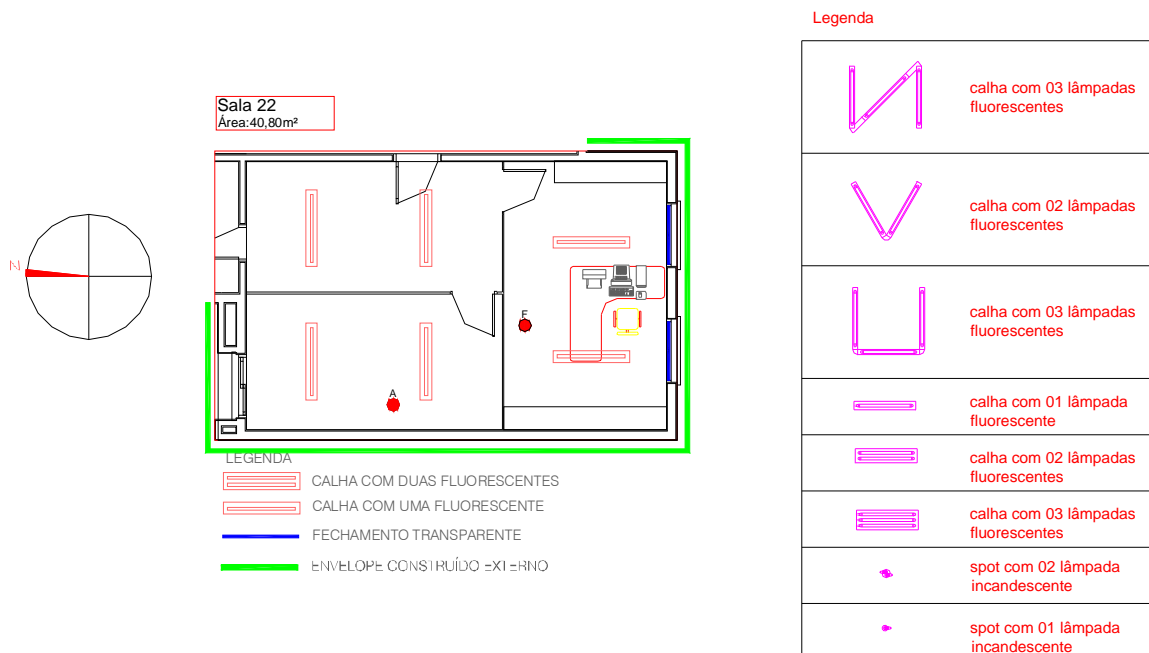 Legenda
calha com 03 lâmpadas
fluorescentes
calha com 02 lâmpadas
fluorescentes
calha com 03 lâmpadas
fluorescentes
calha com 01 lâmpada
fluorescente
calha com 02 lâmpadas
fluorescentes
calha com 03 lâmpadas
fluorescentes
spot com 02 lâmpada
incandescente
spot com 01 lâmpada
incandescente
Sala 22
Área:40,80m²
N
F
A
LEGENDA
CALHA COM DUAS FLUORESCENTES
CALHA COM UMA FLUORESCENTE
FECHAMENTO TRANSPARENTE
ENVELOPE CONSTRUÍDO EXTERNO